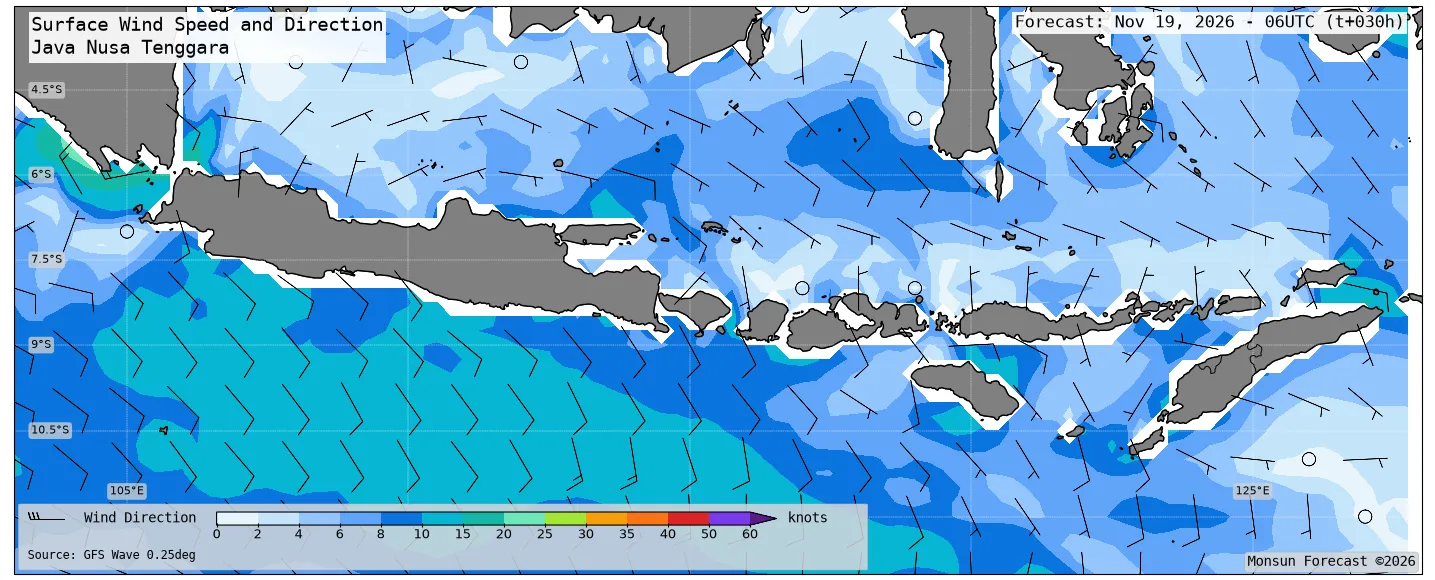 Surface Wind Speed and Direction
Java Nusa Tenggara
Forecast: Nov 19, 2026 - 06UTC (t+030h)
4.5°S
6°S
7.5°S
9°S
10.5°S
105°E
125°E
Wind Direction
0 2 4 6 8 10 15 20 25 30 35 40 50 60
knots
Source: GFS Wave 0.25deg
Monsun Forecast ©2026